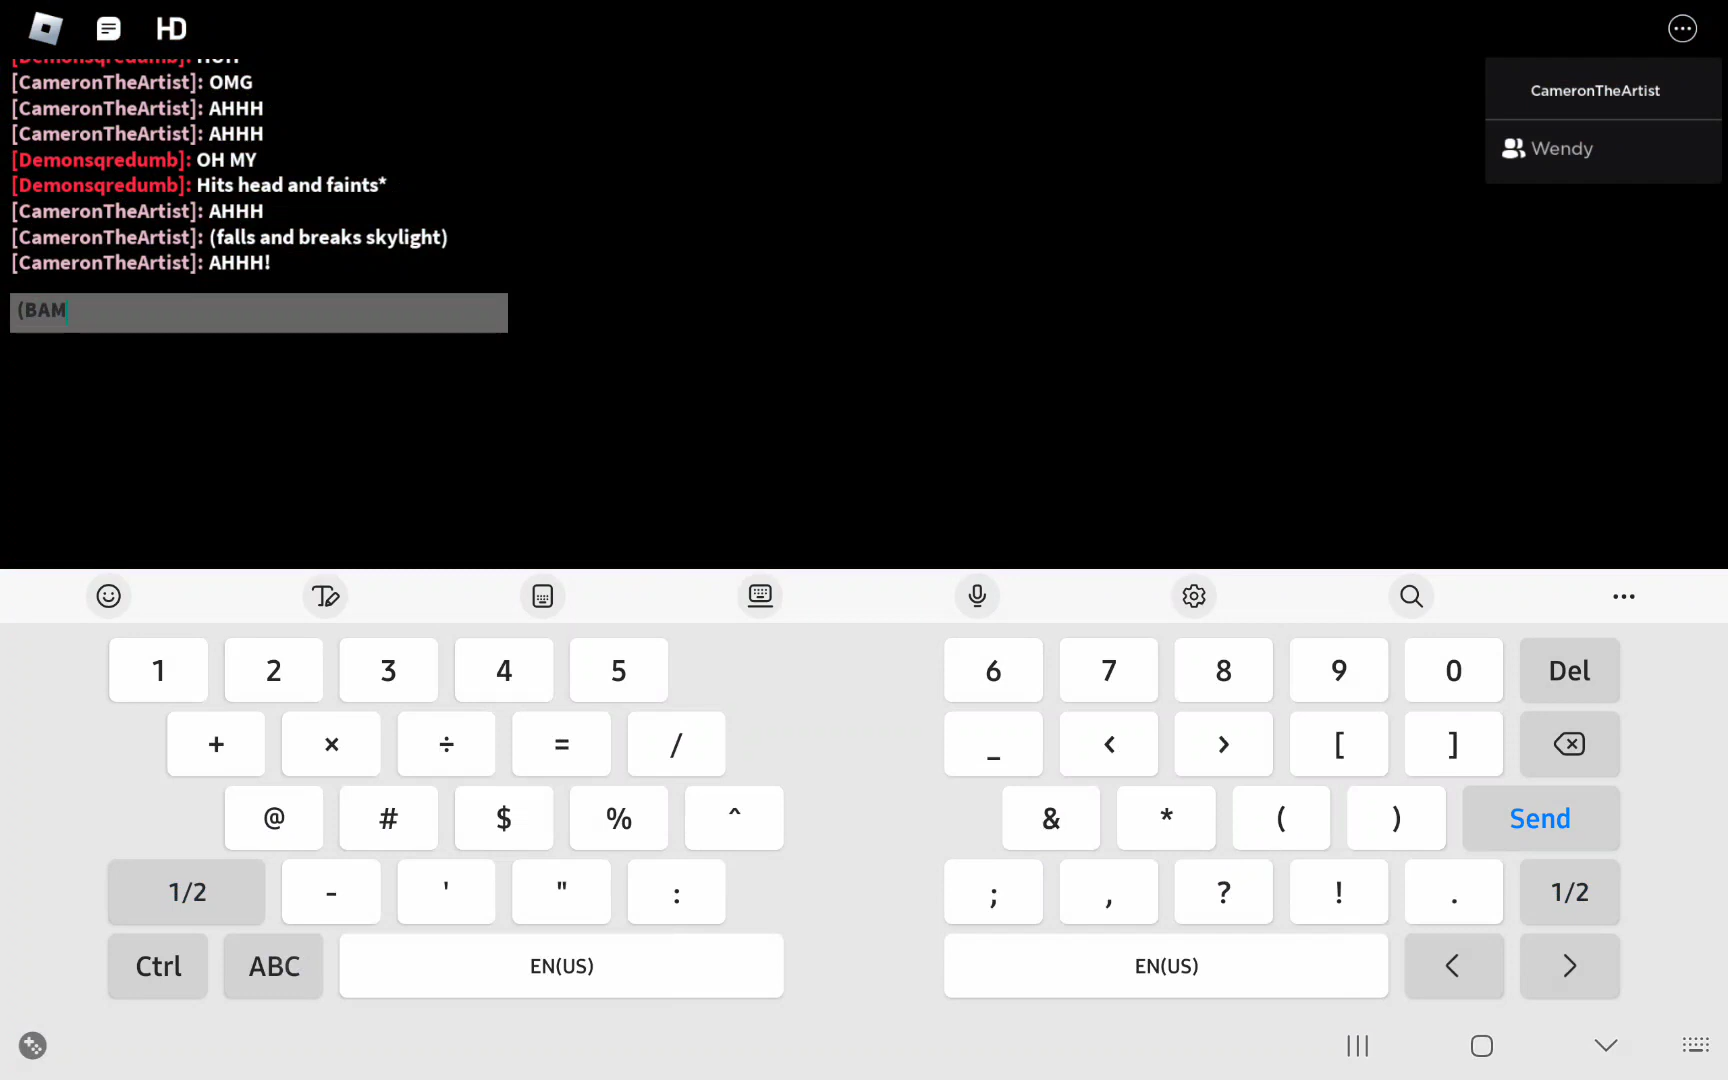 HD
[Demonsqredumb]: HUH
[CameronTheArtist]: OMG
[CameronTheArtist]: AHHH
[CameronTheArtist]: AHHH
[Demonsqredumb]: OH MY
[Demonsqredumb]: Hits head and faints*
[CameronTheArtist]: AHHH
[CameronTheArtist]: (falls and breaks skylight)
[CameronTheArtist]: AHHH!
(BAM
CameronTheArtist
Wendy
1 2 3 4 5 6 7 8 9 0 Del
+ × ÷ = / _ < > [ ]
@ # $ % ^ & * ( ) Send
1/2 - ' " : ; , ? ! . 1/2
Ctrl ABC EN(US) EN(US) < >